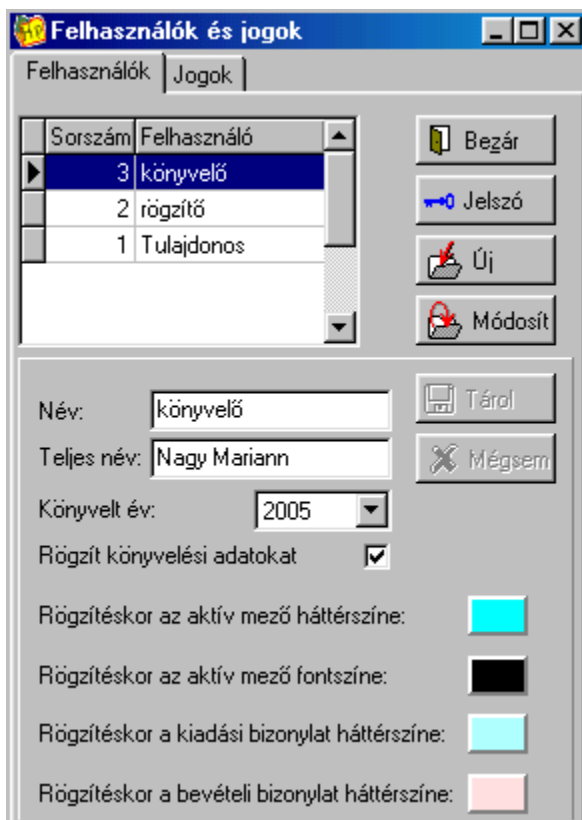 Felhasználók és jogok
Felhasználók Jogok
Sorszám Felhasználó
3 könyvelő
2 rögzítő
1 Tulajdonos
Bezár
Jelszó
Új
Módosít
Tárol
Mégsem
Név: könyvelő
Teljes név: Nagy Mariann
Könyvelt év: 2005
Rögzít könyvelési adatokat
Rögzítéskor az aktív mező háttérszíne:
Rögzítéskor az aktív mező fontszíne:
Rögzítéskor a kiadási bizonylat háttérszíne:
Rögzítéskor a bevételi bizonylat háttérszíne: